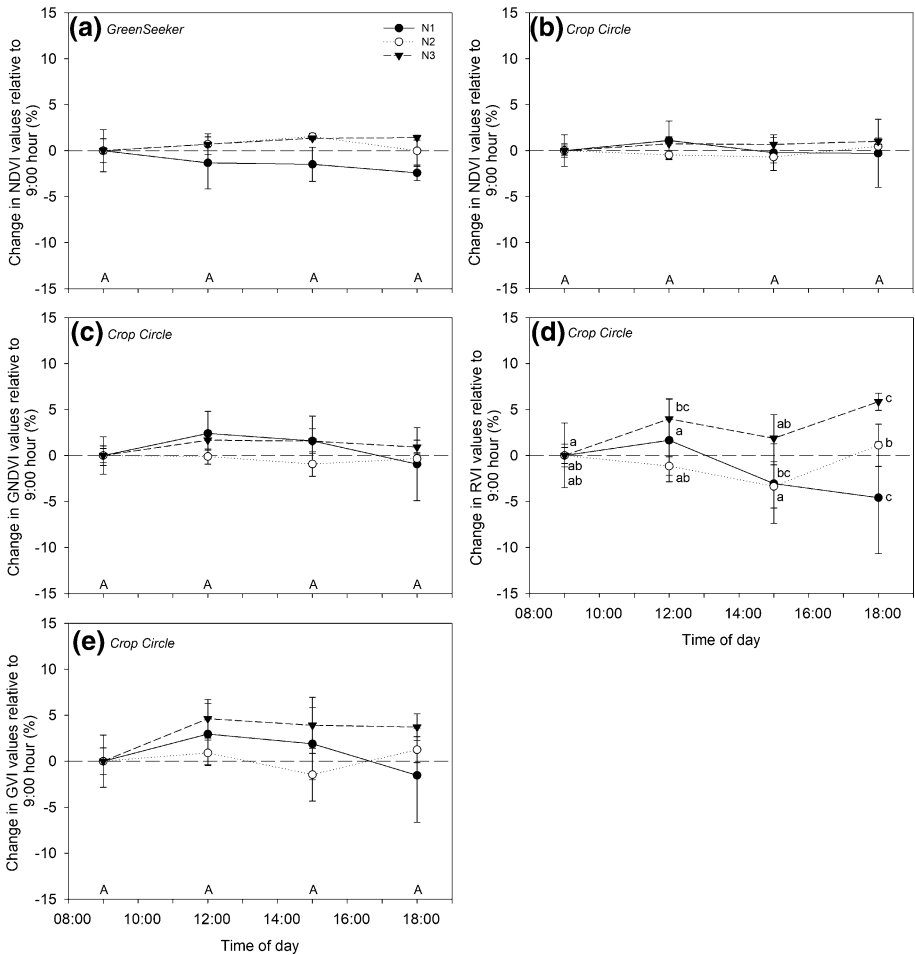 (a) GreenSeeker
N1
N2
N3
15
10
5
0
-5
-10
-15
Change in NDVI values relative to
9:00 hour (%)
A A A A
(b) Crop Circle
15
10
5
0
-5
-10
-15
Change in NDVI values relative to
9:00 hour (%)
A A A A
(c) Crop Circle
15
10
5
0
-5
-10
-15
Change in GNDVI values relative to
9:00 hour (%)
A A A A
(d) Crop Circle
15
10
5
0
-5
-10
-15
Change in RVI values relative to
9:00 hour (%)
a
ab
ab
bc
a
ab
ab
bc
a
c
b
c
08:00 10:00 12:00 14:00 16:00 18:00
Time of day
(e) Crop Circle
15
10
5
0
-5
-10
-15
Change in GVI values relative to
9:00 hour (%)
A A A A
08:00 10:00 12:00 14:00 16:00 18:00
Time of day